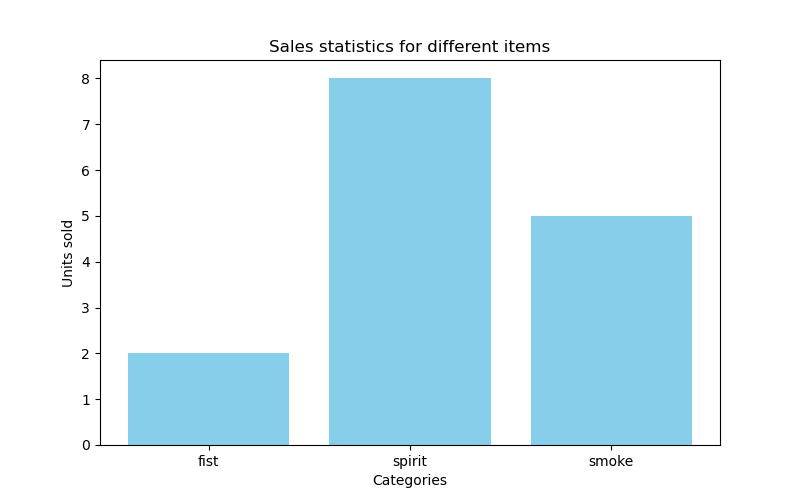 Sales statistics for different items
Units sold
8
7
6
5
4
3
2
1
0
fist spirit smoke
Categories